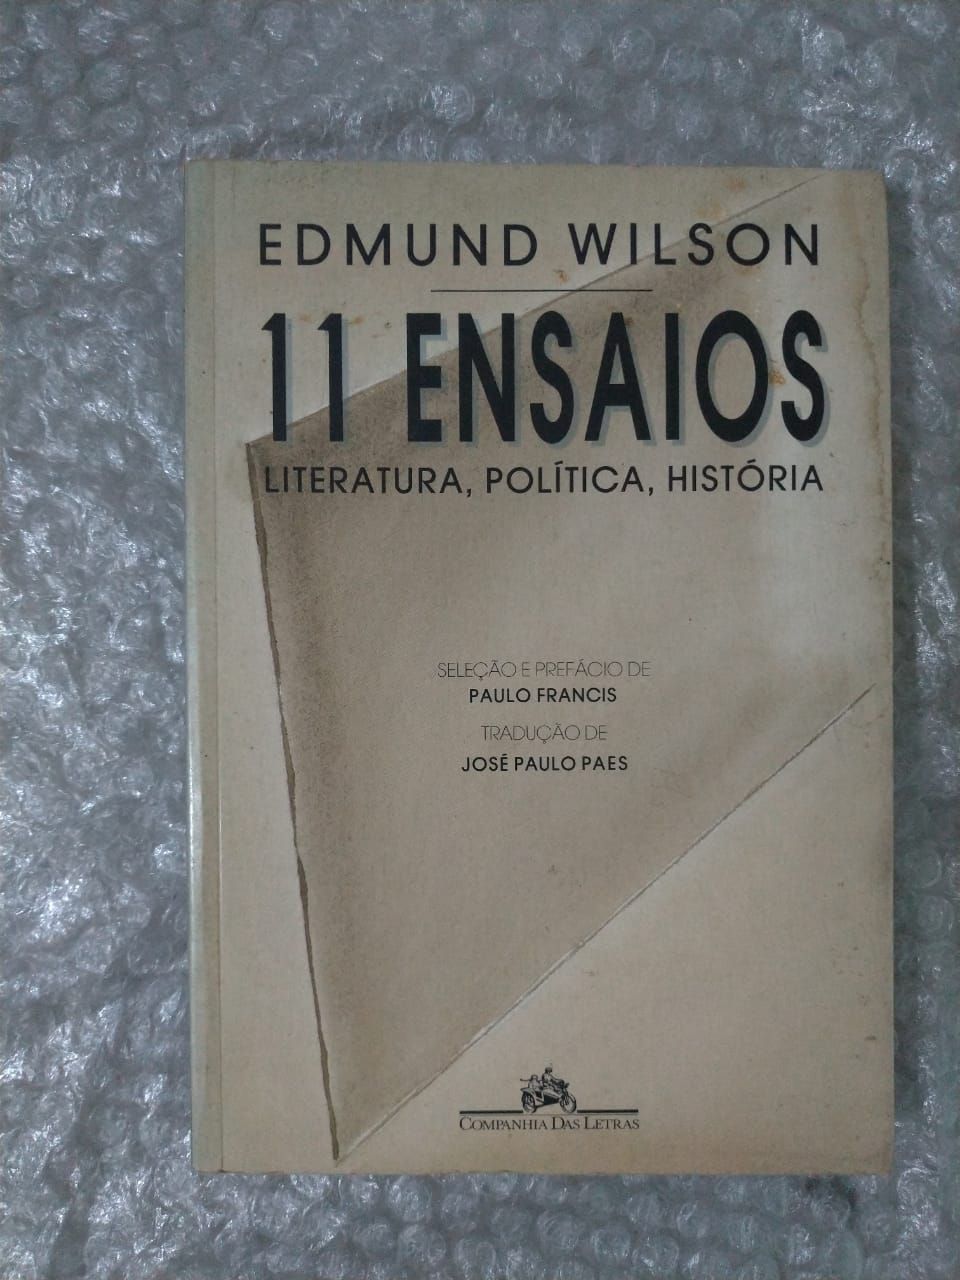 EDMUND WILSON
11 ENSAIOS
LITERATURA, POLÍTICA, HISTÓRIA
SELEÇÃO E PREFÁCIO DE
PAULO FRANCIS
TRADUÇÃO DE
JOSÉ PAULO PAES
COMPANHIA DAS LETRAS